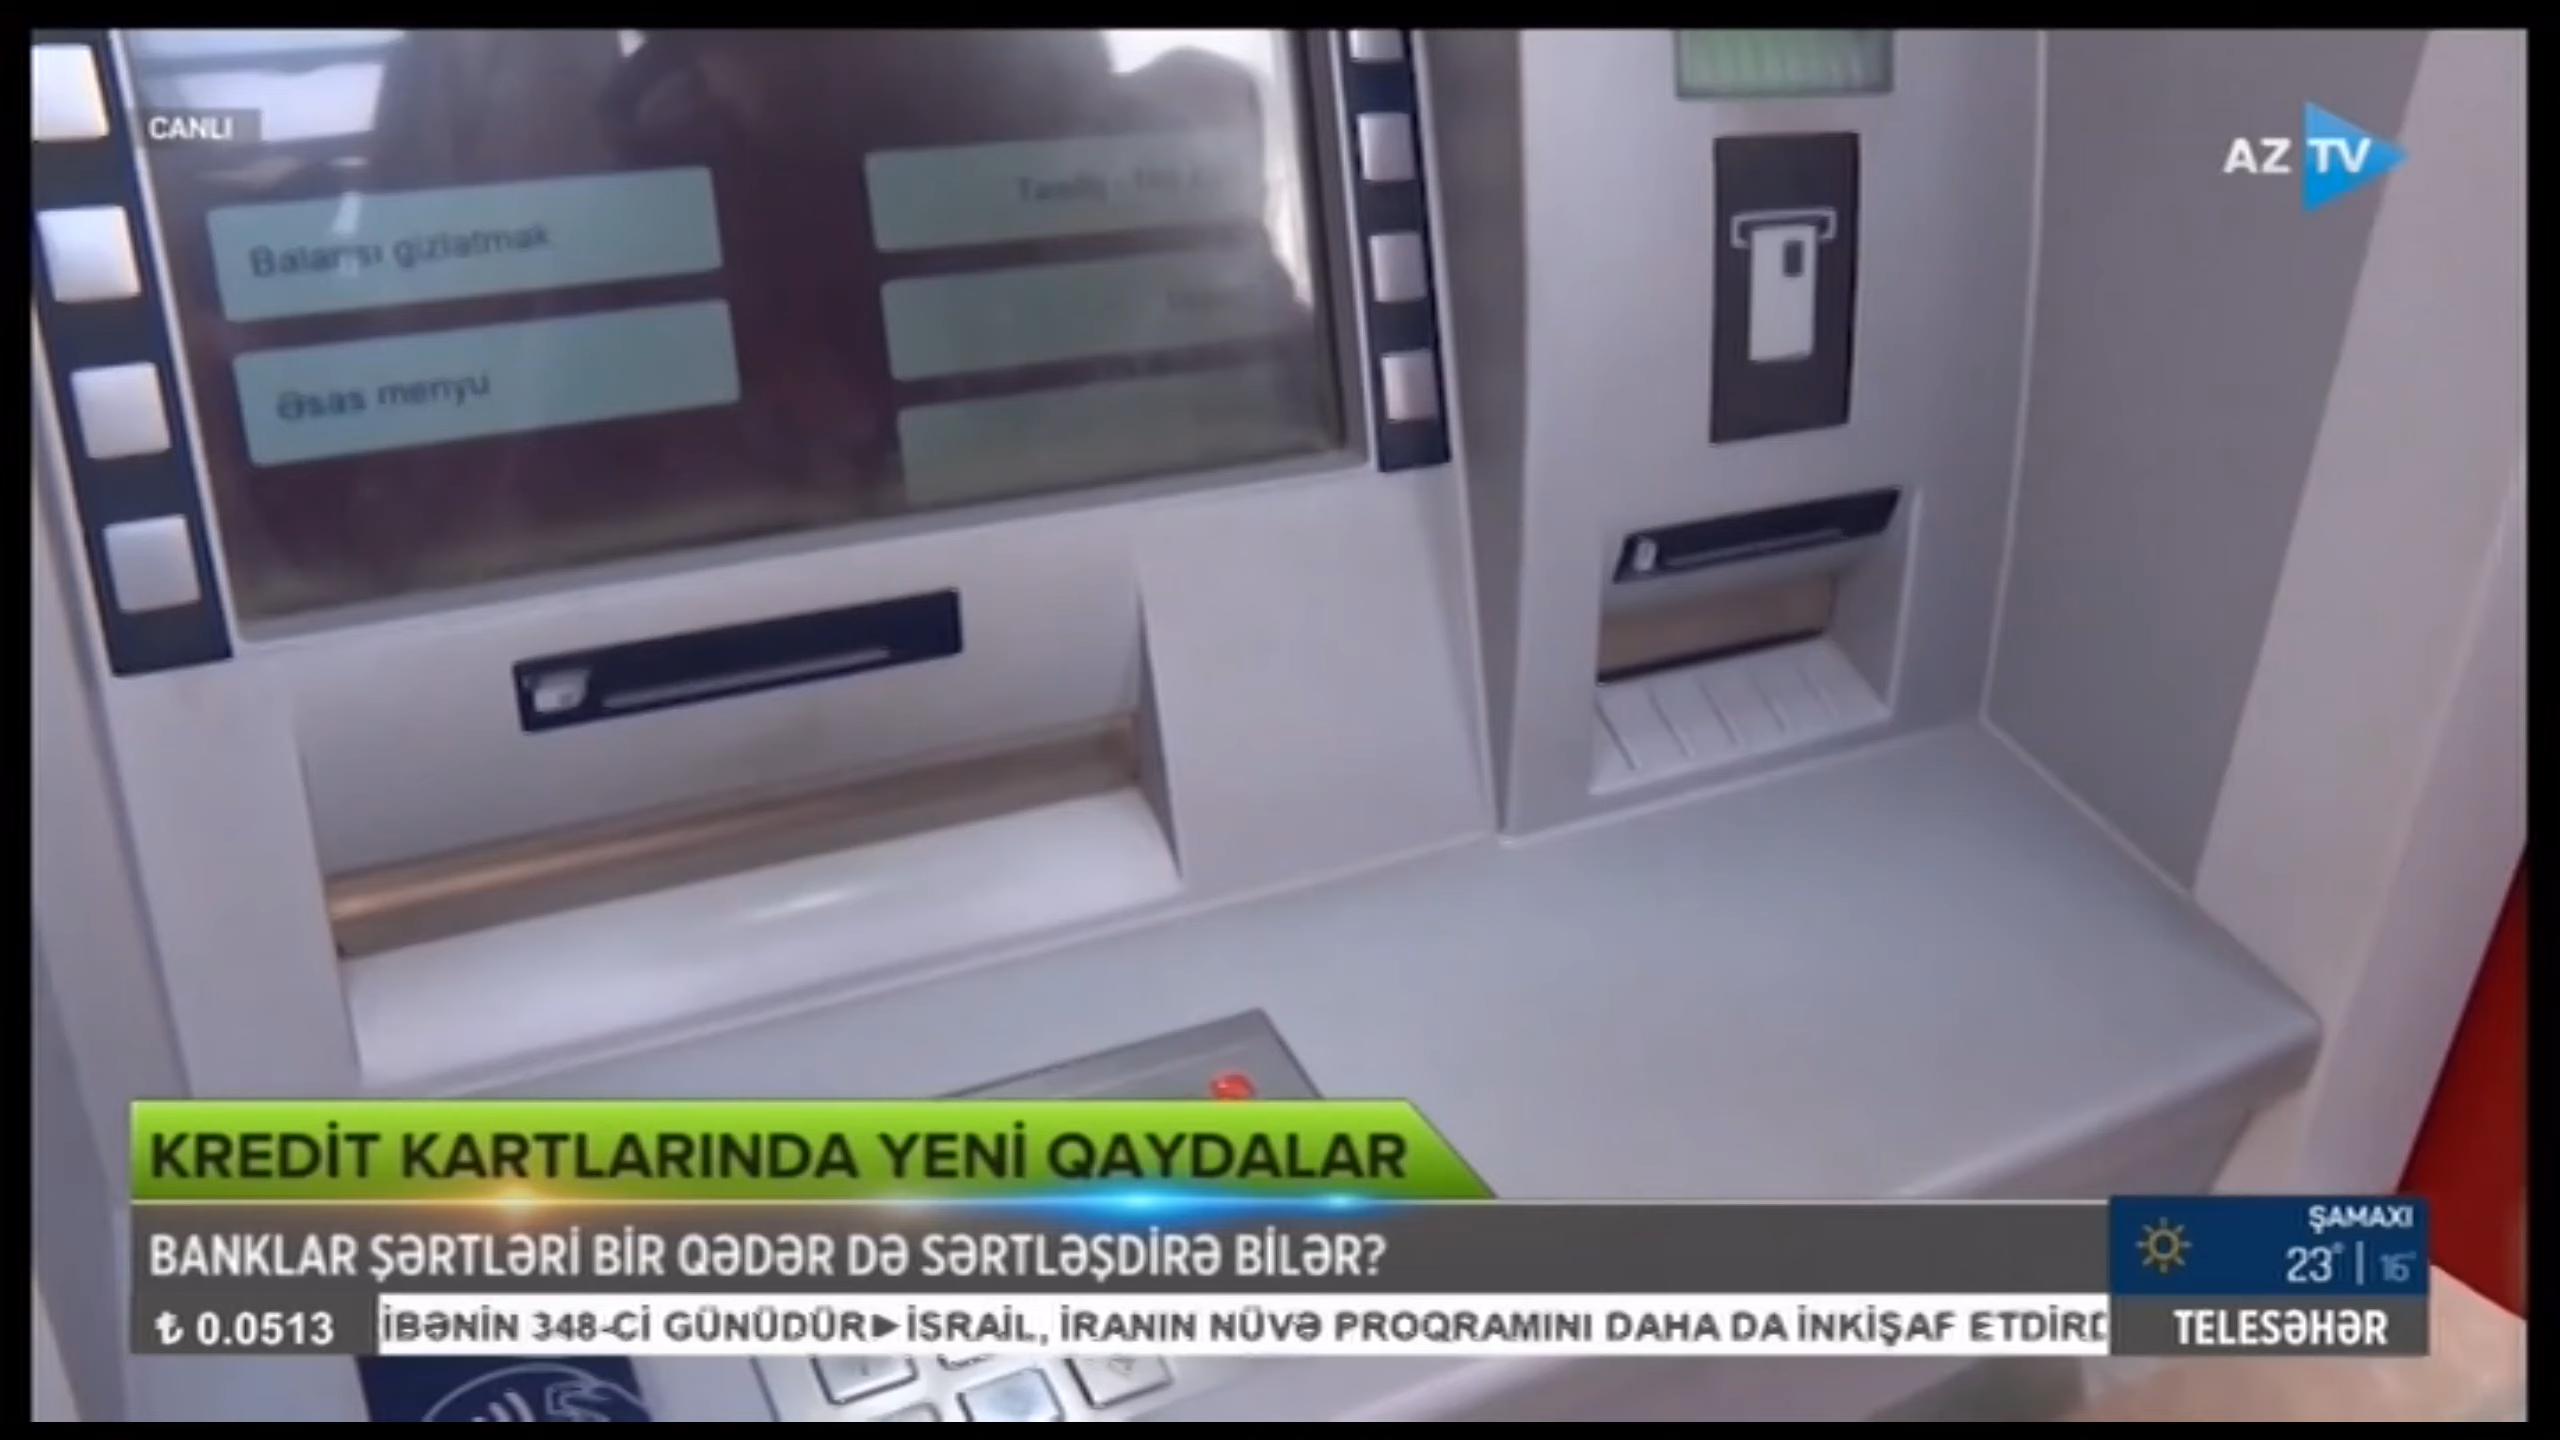 CANLI
AZTV
Balansı gizlətmək
Əsas menyu
KREDİT KARTLARINDA YENİ QAYDALAR
BANKLAR ŞƏRTLƏRİ BİR QƏDƏR DƏ SƏRTLƏŞDİRƏ BİLƏR?
ŞAMAXI
23° | 16°
₺ 0.0513
İBƏNİN 348-Cİ GÜNÜDÜR▶İSRAİL, İRANIN NÜVƏ PROQRAMINI DAHA DA İNKİŞAF ETDİRD
TELESƏHƏR